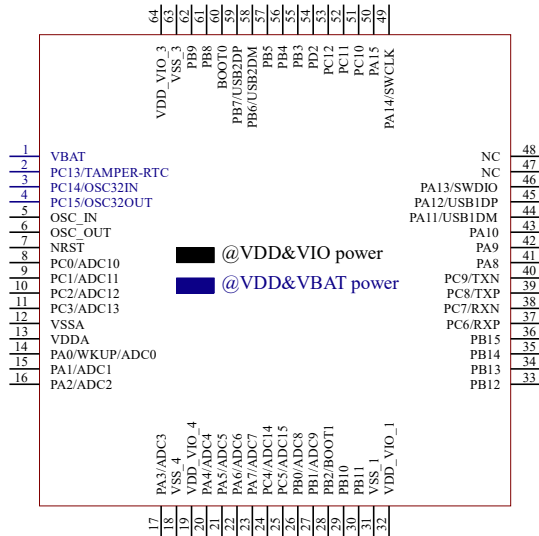 64 63 62 61 60 59 58 57 56 55 54 53 52 51 50 49
VDD_VIO_3
VSS_3
PB9
PB8
BOOT0
PB7/USB2DP
PB6/USB2DM
PB5
PB4
PB3
PD2
PC12
PC11
PC10
PA15
PA14/SWCLK
1 VBAT
2 PC13/TAMPER-RTC
3 PC14/OSC32IN
4 PC15/OSC32OUT
5 OSC_IN
6 OSC_OUT
7 NRST
8 PC0/ADC10
9 PC1/ADC11
10 PC2/ADC12
11 PC3/ADC13
12 VSSA
13 VDDA
14 PA0/WKUP/ADC0
15 PA1/ADC1
16 PA2/ADC2
@VDD&VIO power
@VDD&VBAT power
NC 48
NC 47
PA13/SWDIO 46
PA12/USB1DP 45
PA11/USB1DM 44
PA10 43
PA9 42
PA8 41
PC9/TXN 40
PC8/TXP 39
PC7/RXN 38
PC6/RXP 37
PB15 36
PB14 35
PB13 34
PB12 33
PA3/ADC3
VSS_4
VDD_VIO_4
PA4/ADC4
PA5/ADC5
PA6/ADC6
PA7/ADC7
PC4/ADC14
PC5/ADC15
PB0/ADC8
PB1/ADC9
PB2/BOOT1
PB10
PB11
VSS_1
VDD_VIO_1
17 18 19 20 21 22 23 24 25 26 27 28 29 30 31 32